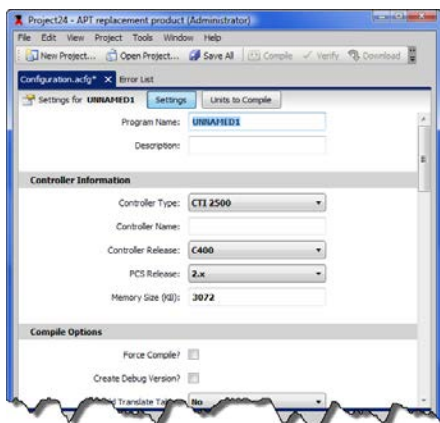 Project24 - APT replacement product (Administrator)
File Edit View Project Tools Window Help
New Project... Open Project... Save All Compile Verify Download
Configuration.acfg* Error List
Settings for UNNAMED1 Settings Units to Compile
Program Name: UNNAMED1
Description:
Controller Information
Controller Type: CTI 2500
Controller Name:
Controller Release: C400
PCS Release: 2.x
Memory Size (KB): 3072
Compile Options
Force Compile?
Create Debug Version?
Translate No